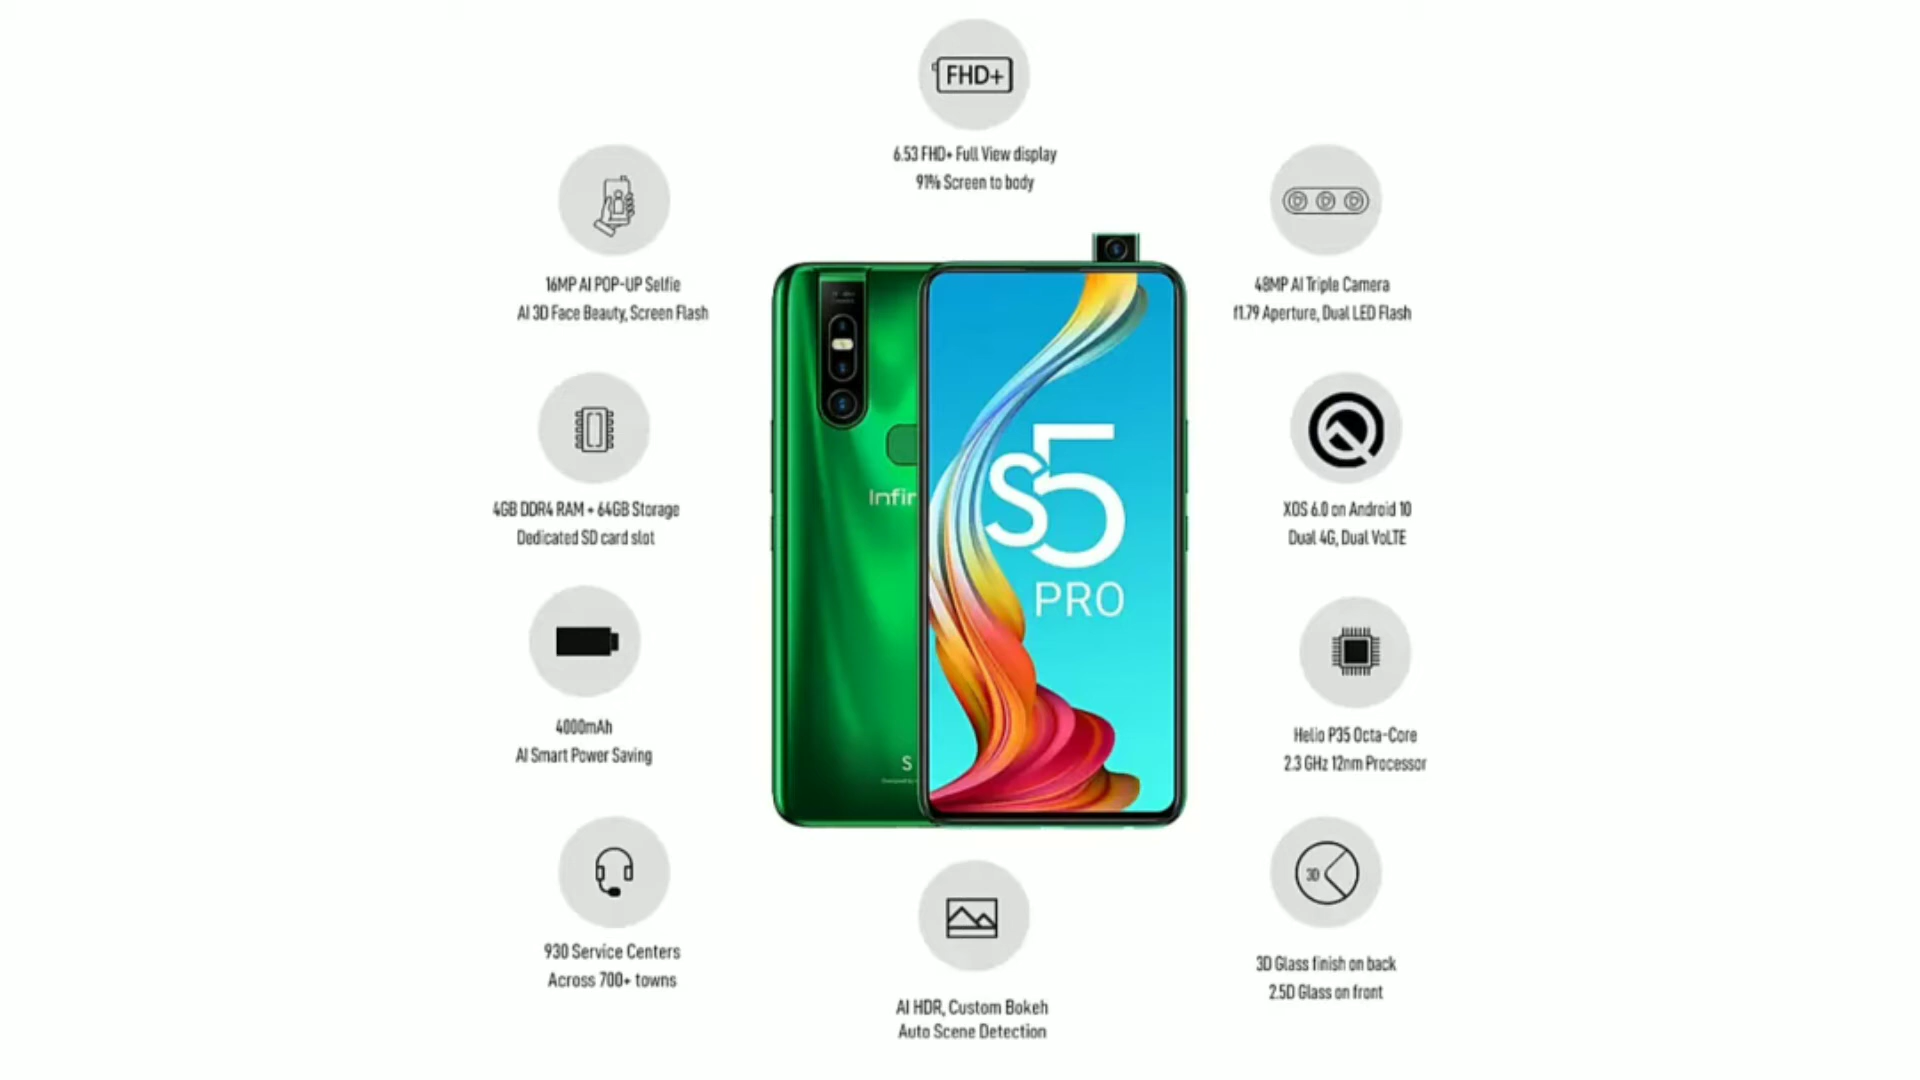 FHD+
6.53 FHD+ Full View display
91% Screen to body
16MP AI POP-UP Selfie
AI 3D Face Beauty, Screen Flash
48MP AI Triple Camera
f1.79 Aperture, Dual LED Flash
4GB DDR4 RAM + 64GB Storage
Dedicated SD card slot
XOS 6.0 on Android 10
Dual 4G, Dual VoLTE
Infin
S5
PRO
4000mAh
AI Smart Power Saving
Helio P35 Octa-Core
2.3 GHz 12nm Processor
S
3D
930 Service Centers
Across 700+ towns
3D Glass finish on back
2.5D Glass on front
AI HDR, Custom Bokeh
Auto Scene Detection